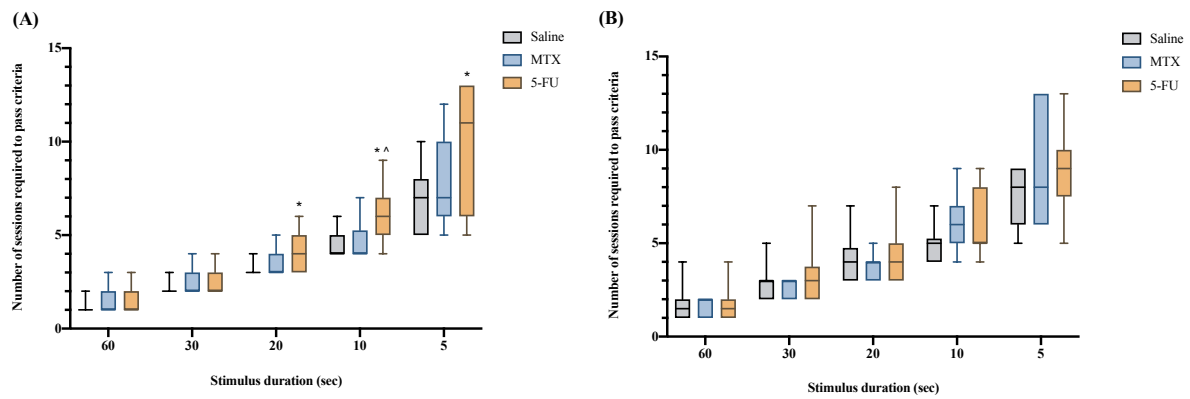 (A)
Saline
MTX
5-FU
Number of sessions required to pass criteria
15
10
5
0
*
* ^
*
60 30 20 10 5
Stimulus duration (sec)
(B)
Saline
MTX
5-FU
Number of sessions required to pass criteria
15
10
5
0
60 30 20 10 5
Stimulus duration (sec)